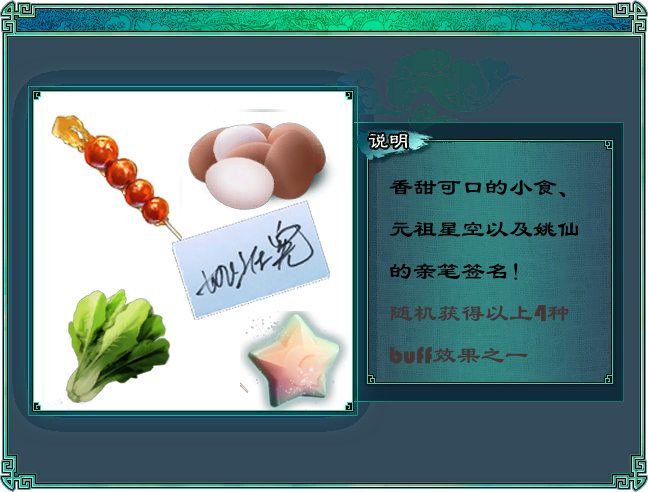 说明
香甜可口的小食、
元祖星空以及姚仙
的亲笔签名！
随机获得以上4种
buff效果之一